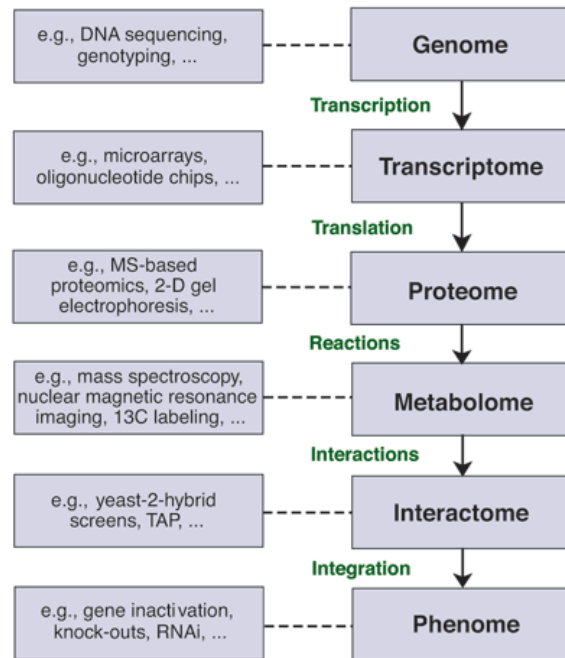 e.g., DNA sequencing,
genotyping, ...
Genome
Transcription
e.g., microarrays,
oligonucleotide chips, ...
Transcriptome
Translation
e.g., MS-based
proteomics, 2-D gel
electrophoresis, ...
Proteome
Reactions
e.g., mass spectroscopy,
nuclear magnetic resonance
imaging, 13C labeling, ...
Metabolome
Interactions
e.g., yeast-2-hybrid
screens, TAP, ...
Interactome
Integration
e.g., gene inactivation,
knock-outs, RNAi, ...
Phenome